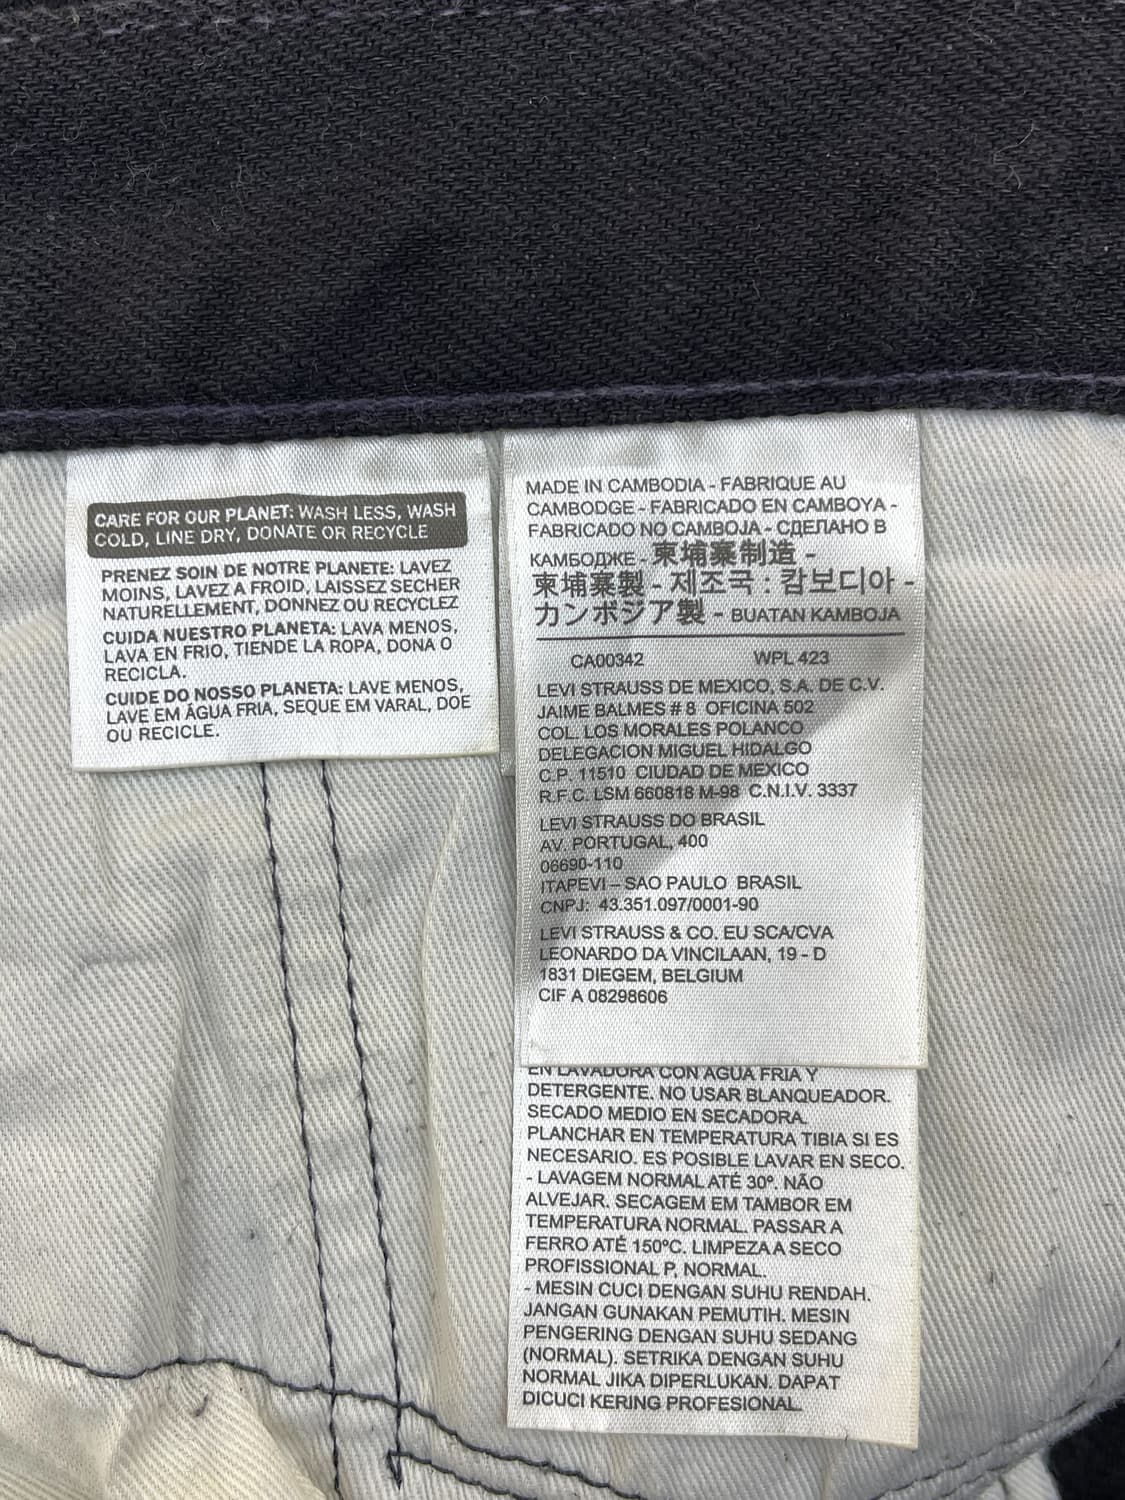 CARE FOR OUR PLANET: WASH LESS, WASH
COLD, LINE DRY, DONATE OR RECYCLE
PRENEZ SOIN DE NOTRE PLANETE: LAVEZ
MOINS, LAVEZ A FROID, LAISSEZ SECHER
NATURELLEMENT, DONNEZ OU RECYCLEZ
CUIDA NUESTRO PLANETA: LAVA MENOS,
LAVA EN FRIO, TIENDE LA ROPA, DONA O
RECICLA.
CUIDE DO NOSSO PLANETA: LAVE MENOS,
LAVE EM ÁGUA FRIA, SEQUE EM VARAL, DOE
OU RECICLE.
MADE IN CAMBODIA - FABRIQUE AU
CAMBODGE - FABRICADO EN CAMBOYA -
FABRICADO NO CAMBOJA - СДЕЛАНО В
КАМБОДЖЕ - 柬埔寨制造 -
柬埔寨製 - 제조국 : 캄보디아 -
カンボジア製 - BUATAN KAMBOJA
CA00342 WPL 423
LEVI STRAUSS DE MEXICO, S.A. DE C.V.
JAIME BALMES # 8 OFICINA 502
COL. LOS MORALES POLANCO
DELEGACION MIGUEL HIDALGO
C.P. 11510 CIUDAD DE MEXICO
R.F.C. LSM 660818 M-98 C.N.I.V. 3337
LEVI STRAUSS DO BRASIL
AV. PORTUGAL, 400
06690-110
ITAPEVI – SAO PAULO BRASIL
CNPJ: 43.351.097/0001-90
LEVI STRAUSS & CO. EU SCA/CVA
LEONARDO DA VINCILAAN, 19 - D
1831 DIEGEM, BELGIUM
CIF A 08298606
EN LAVADORA CON AGUA FRIA Y
DETERGENTE. NO USAR BLANQUEADOR.
SECADO MEDIO EN SECADORA.
PLANCHAR EN TEMPERATURA TIBIA SI ES
NECESARIO. ES POSIBLE LAVAR EN SECO.
- LAVAGEM NORMAL ATÉ 30º. NÃO
ALVEJAR. SECAGEM EM TAMBOR EM
TEMPERATURA NORMAL. PASSAR A
FERRO ATÉ 150ºC. LIMPEZA A SECO
PROFISSIONAL P, NORMAL.
- MESIN CUCI DENGAN SUHU RENDAH.
JANGAN GUNAKAN PEMUTIH. MESIN
PENGERING DENGAN SUHU SEDANG
(NORMAL). SETRIKA DENGAN SUHU
NORMAL JIKA DIPERLUKAN. DAPAT
DICUCI KERING PROFESIONAL.